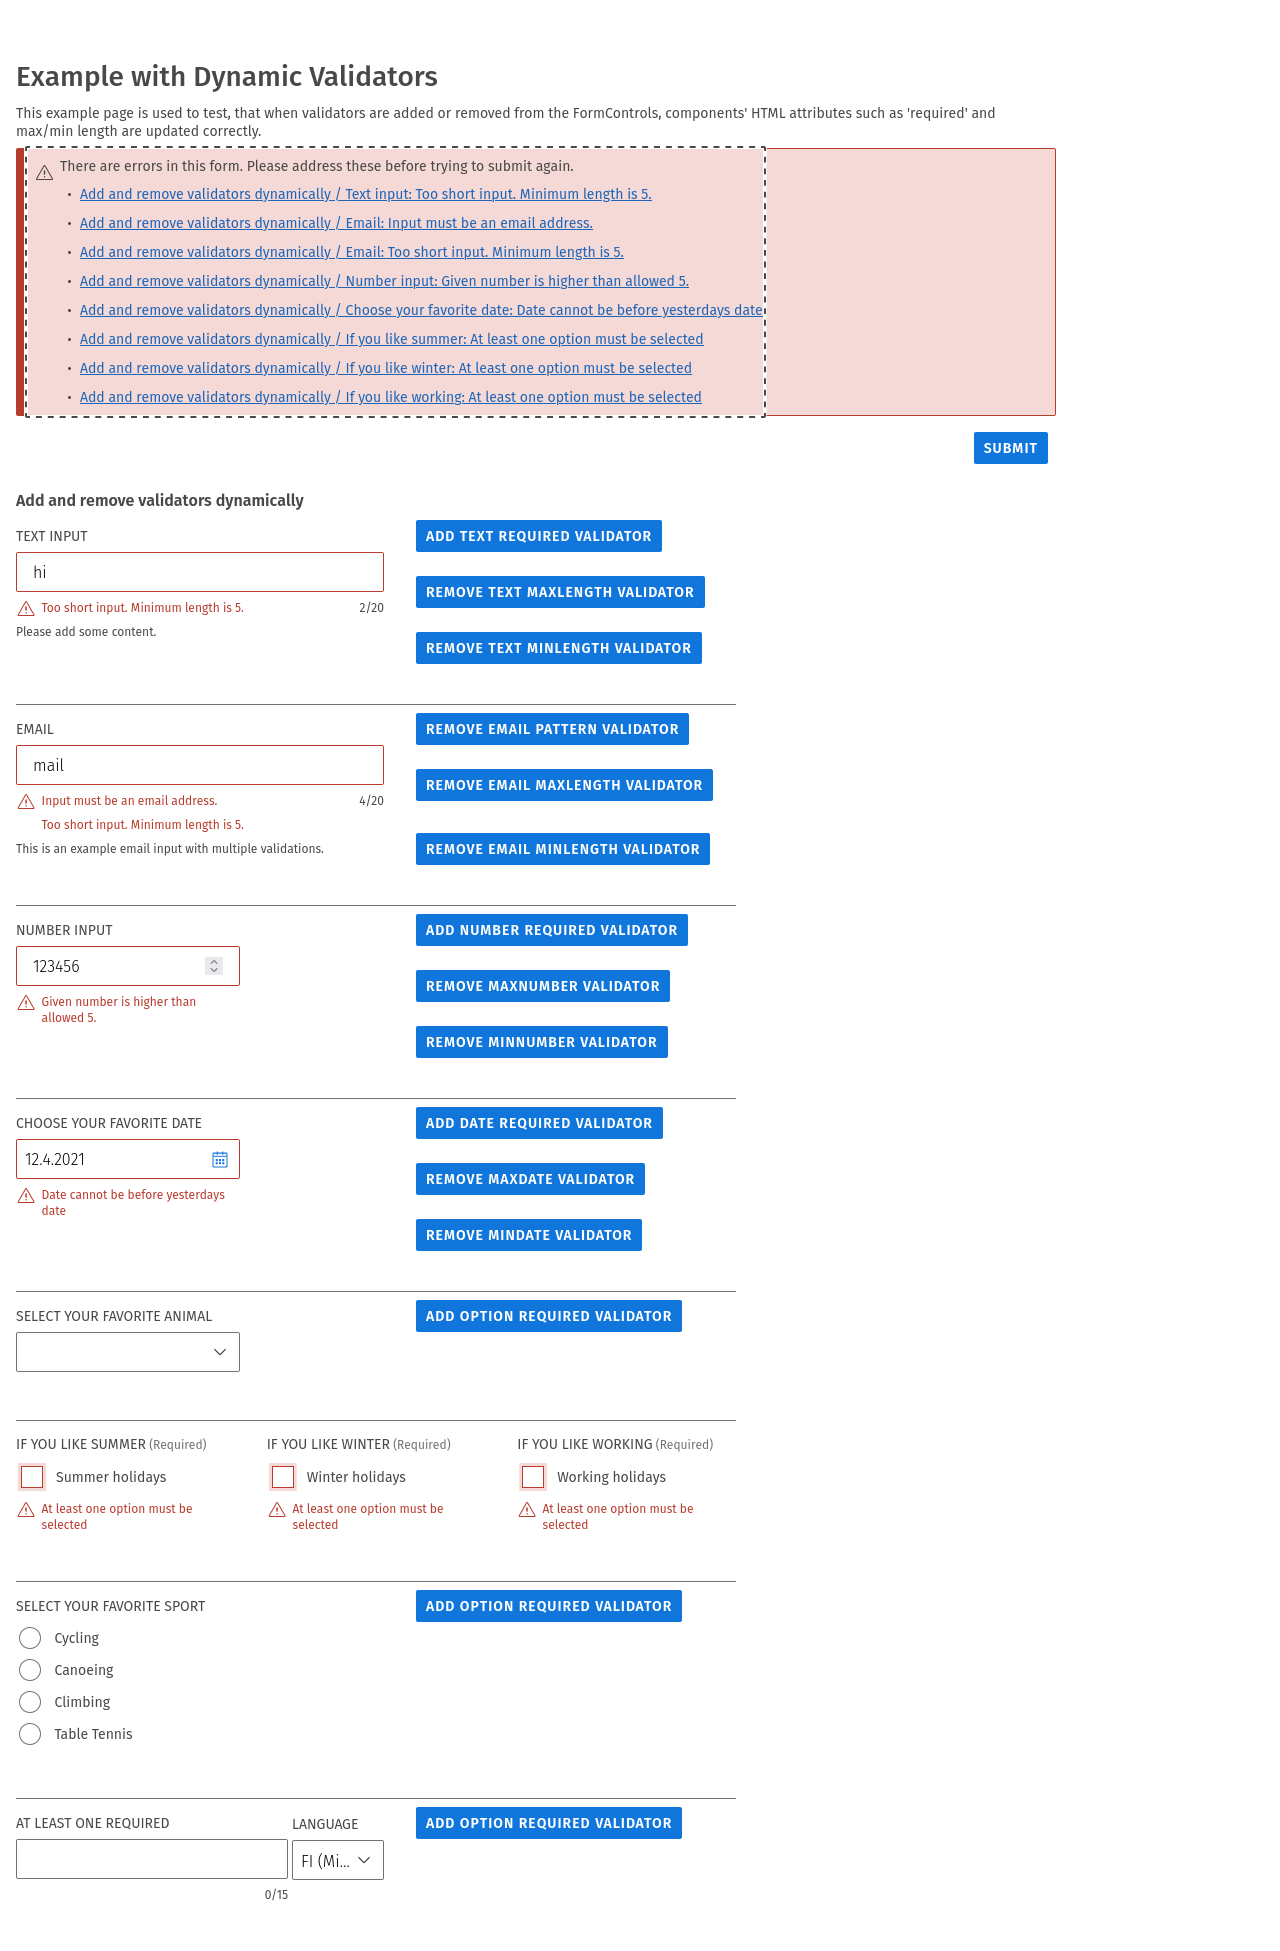 Example with Dynamic Validators
This example page is used to test, that when validators are added or removed from the FormControls, components' HTML attributes such as 'required' and
max/min length are updated correctly.
There are errors in this form. Please address these before trying to submit again.
• Add and remove validators dynamically / Text input: Too short input. Minimum length is 5.
• Add and remove validators dynamically / Email: Input must be an email address.
• Add and remove validators dynamically / Email: Too short input. Minimum length is 5.
• Add and remove validators dynamically / Number input: Given number is higher than allowed 5.
• Add and remove validators dynamically / Choose your favorite date: Date cannot be before yesterdays date
• Add and remove validators dynamically / If you like summer: At least one option must be selected
• Add and remove validators dynamically / If you like winter: At least one option must be selected
• Add and remove validators dynamically / If you like working: At least one option must be selected
SUBMIT
Add and remove validators dynamically
TEXT INPUT
hi
Too short input. Minimum length is 5.
2/20
Please add some content.
ADD TEXT REQUIRED VALIDATOR
REMOVE TEXT MAXLENGTH VALIDATOR
REMOVE TEXT MINLENGTH VALIDATOR
EMAIL
mail
Input must be an email address.
4/20
Too short input. Minimum length is 5.
This is an example email input with multiple validations.
REMOVE EMAIL PATTERN VALIDATOR
REMOVE EMAIL MAXLENGTH VALIDATOR
REMOVE EMAIL MINLENGTH VALIDATOR
NUMBER INPUT
123456
Given number is higher than
allowed 5.
ADD NUMBER REQUIRED VALIDATOR
REMOVE MAXNUMBER VALIDATOR
REMOVE MINNUMBER VALIDATOR
CHOOSE YOUR FAVORITE DATE
12.4.2021
Date cannot be before yesterdays
date
ADD DATE REQUIRED VALIDATOR
REMOVE MAXDATE VALIDATOR
REMOVE MINDATE VALIDATOR
SELECT YOUR FAVORITE ANIMAL
ADD OPTION REQUIRED VALIDATOR
IF YOU LIKE SUMMER (Required)
Summer holidays
At least one option must be
selected
IF YOU LIKE WINTER (Required)
Winter holidays
At least one option must be
selected
IF YOU LIKE WORKING (Required)
Working holidays
At least one option must be
selected
SELECT YOUR FAVORITE SPORT
Cycling
Canoeing
Climbing
Table Tennis
ADD OPTION REQUIRED VALIDATOR
AT LEAST ONE REQUIRED
0/15
LANGUAGE
FI (Mi...
ADD OPTION REQUIRED VALIDATOR